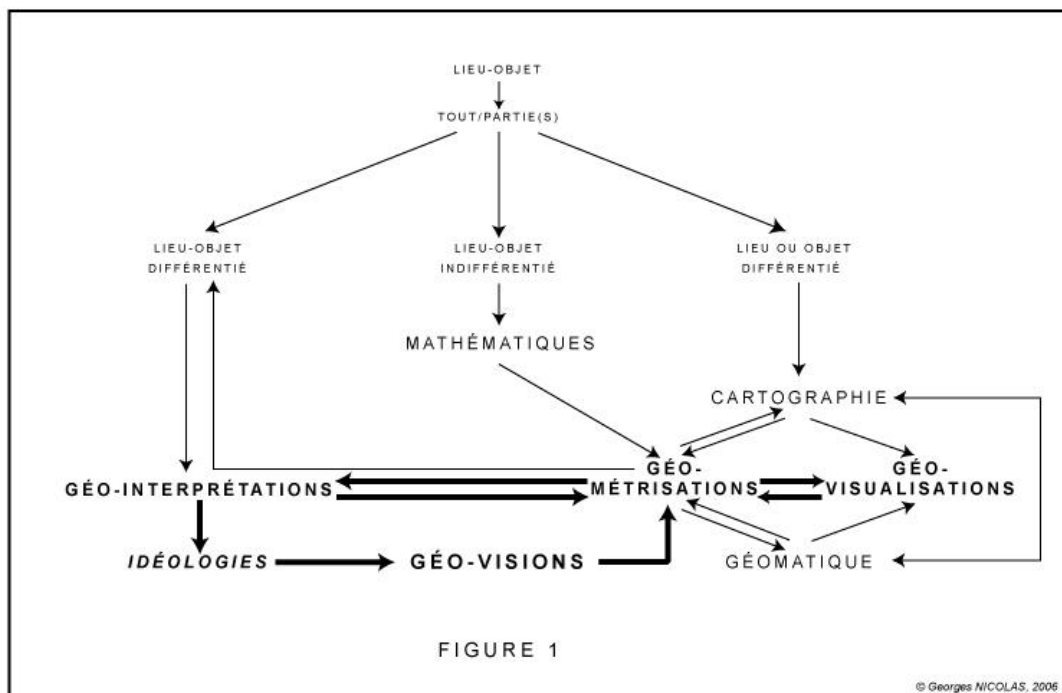 LIEU-OBJET
TOUT/PARTIE(S)
LIEU-OBJET
DIFFÉRENTIÉ
LIEU-OBJET
INDIFFÉRENTIÉ
LIEU OU OBJET
DIFFÉRENTIÉ
MATHÉMATIQUES
CARTOGRAPHIE
GÉO-INTERPRÉTATIONS
GÉO-
MÉTRISATIONS
GÉO-
VISUALISATIONS
IDÉOLOGIES
GÉO-VISIONS
GÉOMATIQUE
FIGURE 1
© Georges NICOLAS, 2006